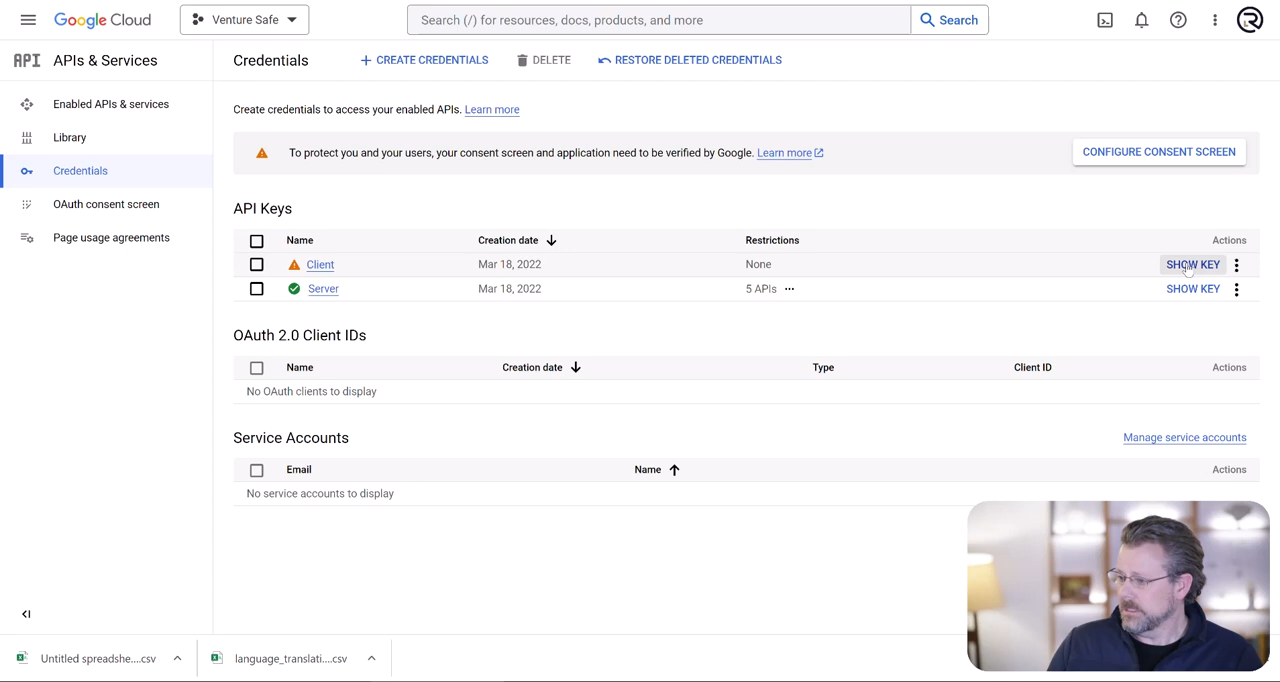 Google Cloud
Venture Safe
Search (/) for resources, docs, products, and more
Search
API APIs & Services
Credentials
CREATE CREDENTIALS
DELETE
RESTORE DELETED CREDENTIALS
Enabled APIs & services
Library
Credentials
OAuth consent screen
Page usage agreements
Create credentials to access your enabled APIs. Learn more
To protect you and your users, your consent screen and application need to be verified by Google. Learn more
CONFIGURE CONSENT SCREEN
API Keys
Name Creation date Restrictions Actions
Client Mar 18, 2022 None SHOW KEY
Server Mar 18, 2022 5 APIs ... SHOW KEY
OAuth 2.0 Client IDs
Name Creation date Type Client ID Actions
No OAuth clients to display
Service Accounts
Manage service accounts
Email Name Actions
No service accounts to display
Untitled spreadshe....csv
language_translati....csv